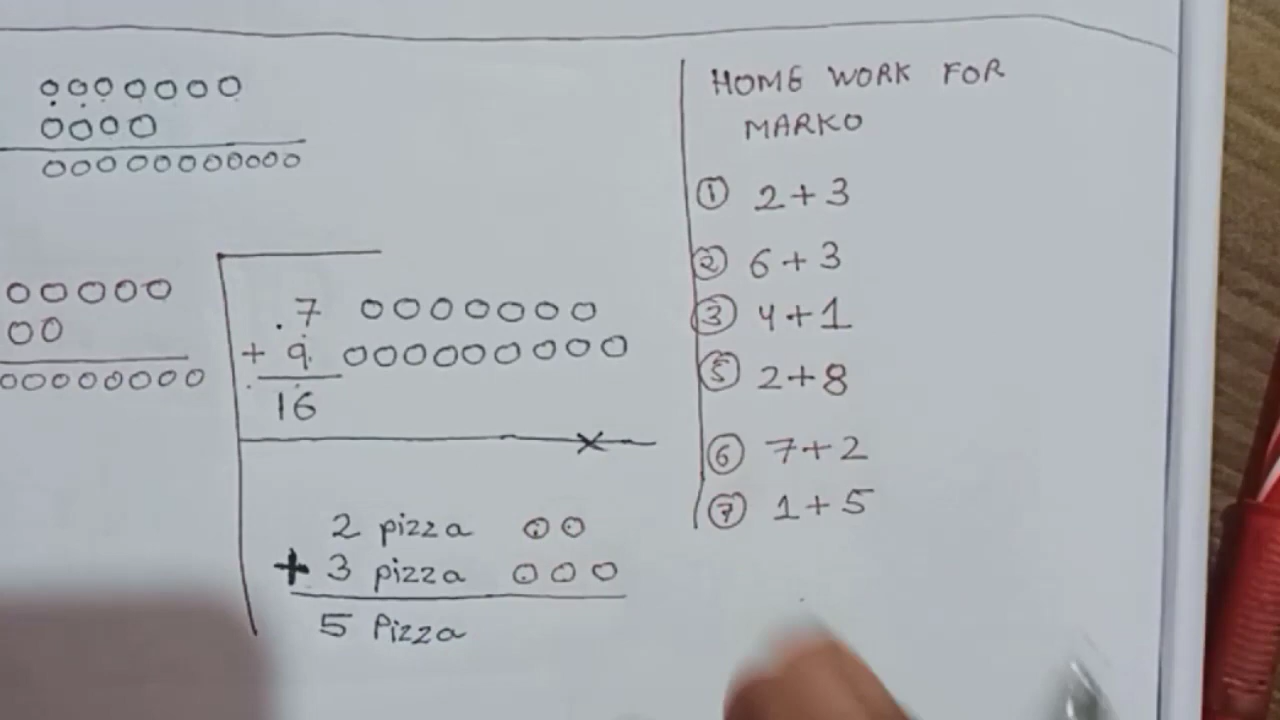 7
+ 9
16
2 pizza
+ 3 pizza
5 Pizza
HOME WORK FOR
MARKO
① 2+3
② 6+3
③ 4+1
⑤ 2+8
⑥ 7+2
⑦ 1+5